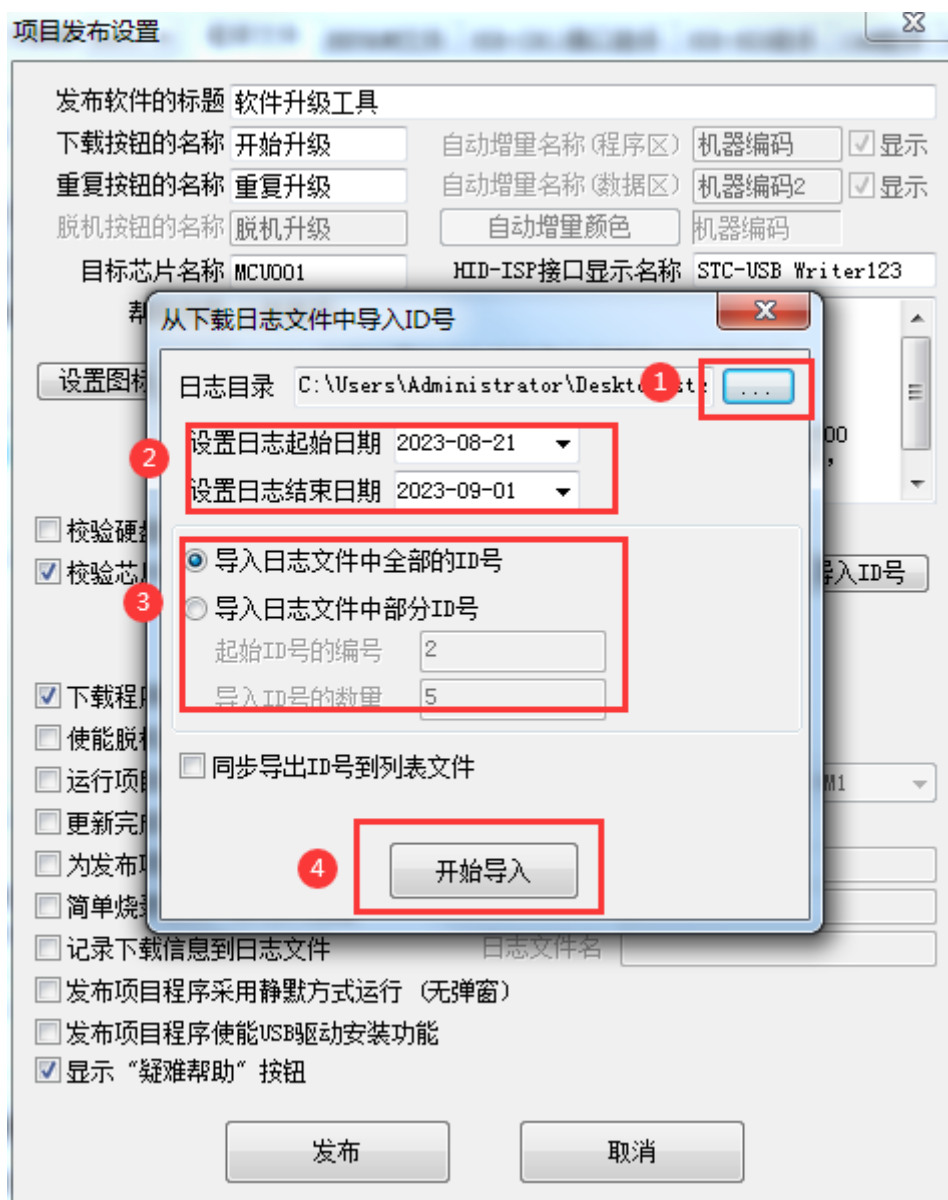 项目发布设置
发布软件的标题 软件升级工具
下载按钮的名称 开始升级 自动增量名称(程序区) 机器编码 显示
重复按钮的名称 重复升级 自动增量名称(数据区) 机器编码2 显示
脱机按钮的名称 脱机升级 自动增量颜色 机器编码
目标芯片名称 MCU001 HID-ISP接口显示名称 STC-USB Writer123
帮
从下载日志文件中导入ID号
设置图标
日志目录 C:\Users\Administrator\Deskto 1 ...
设置日志起始日期 2023-08-21
00
2
,
设置日志结束日期 2023-09-01
校验硬
导入日志文件中全部的ID号
校验芯 导入ID号
3
导入日志文件中部分ID号
起始ID号的编号 2
下载程 导入ID号的数量 5
使能脱
同步导出ID号到列表文件
运行项 M1
更新完
为发布 4 开始导入
简单烧
记录下载信息到日志文件 日志文件名
发布项目程序采用静默方式运行（无弹窗）
发布项目程序使能USB驱动安装功能
显示“疑难帮助“按钮
发布 取消